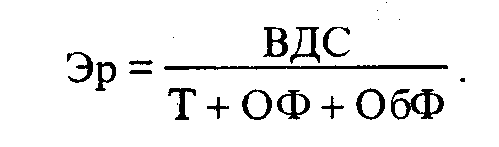 Эр = ВДС / Т + ОФ + ОбФ .